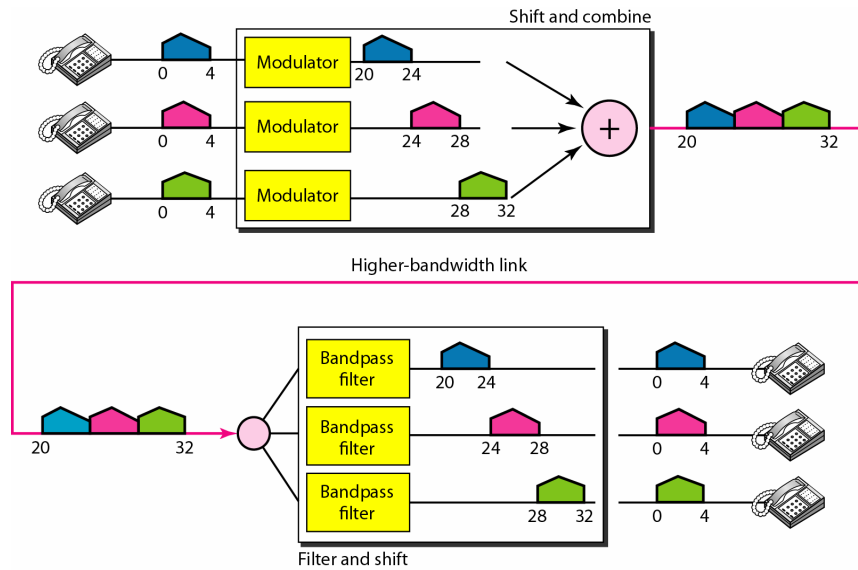 Shift and combine
Modulator
0 4
20 24
Modulator
0 4
24 28
+
20 32
Modulator
0 4
28 32
Higher-bandwidth link
Bandpass
filter
20 24
0 4
20 32
Bandpass
filter
24 28
0 4
Bandpass
filter
28 32
0 4
Filter and shift